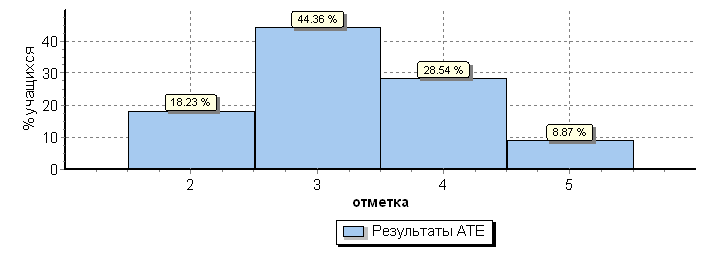 44.36 %
40
28.54 %
30
18.23 %
20
8.87 %
10
0
% учащихся
2 3 4 5
отметка
Результаты АТЕ